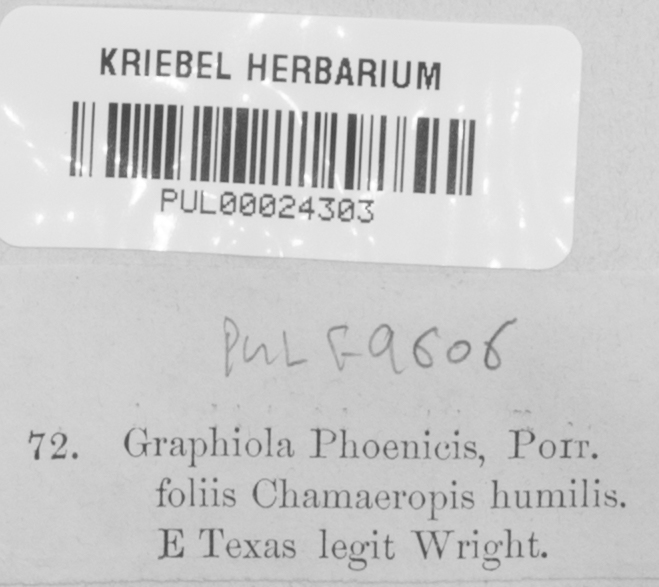 KRIEBEL HERBARIUM
PUL00024303
PUL F9606
72. Graphiola Phoenicis, Porr.
foliis Chamaeropis humilis.
E Texas legit Wright.